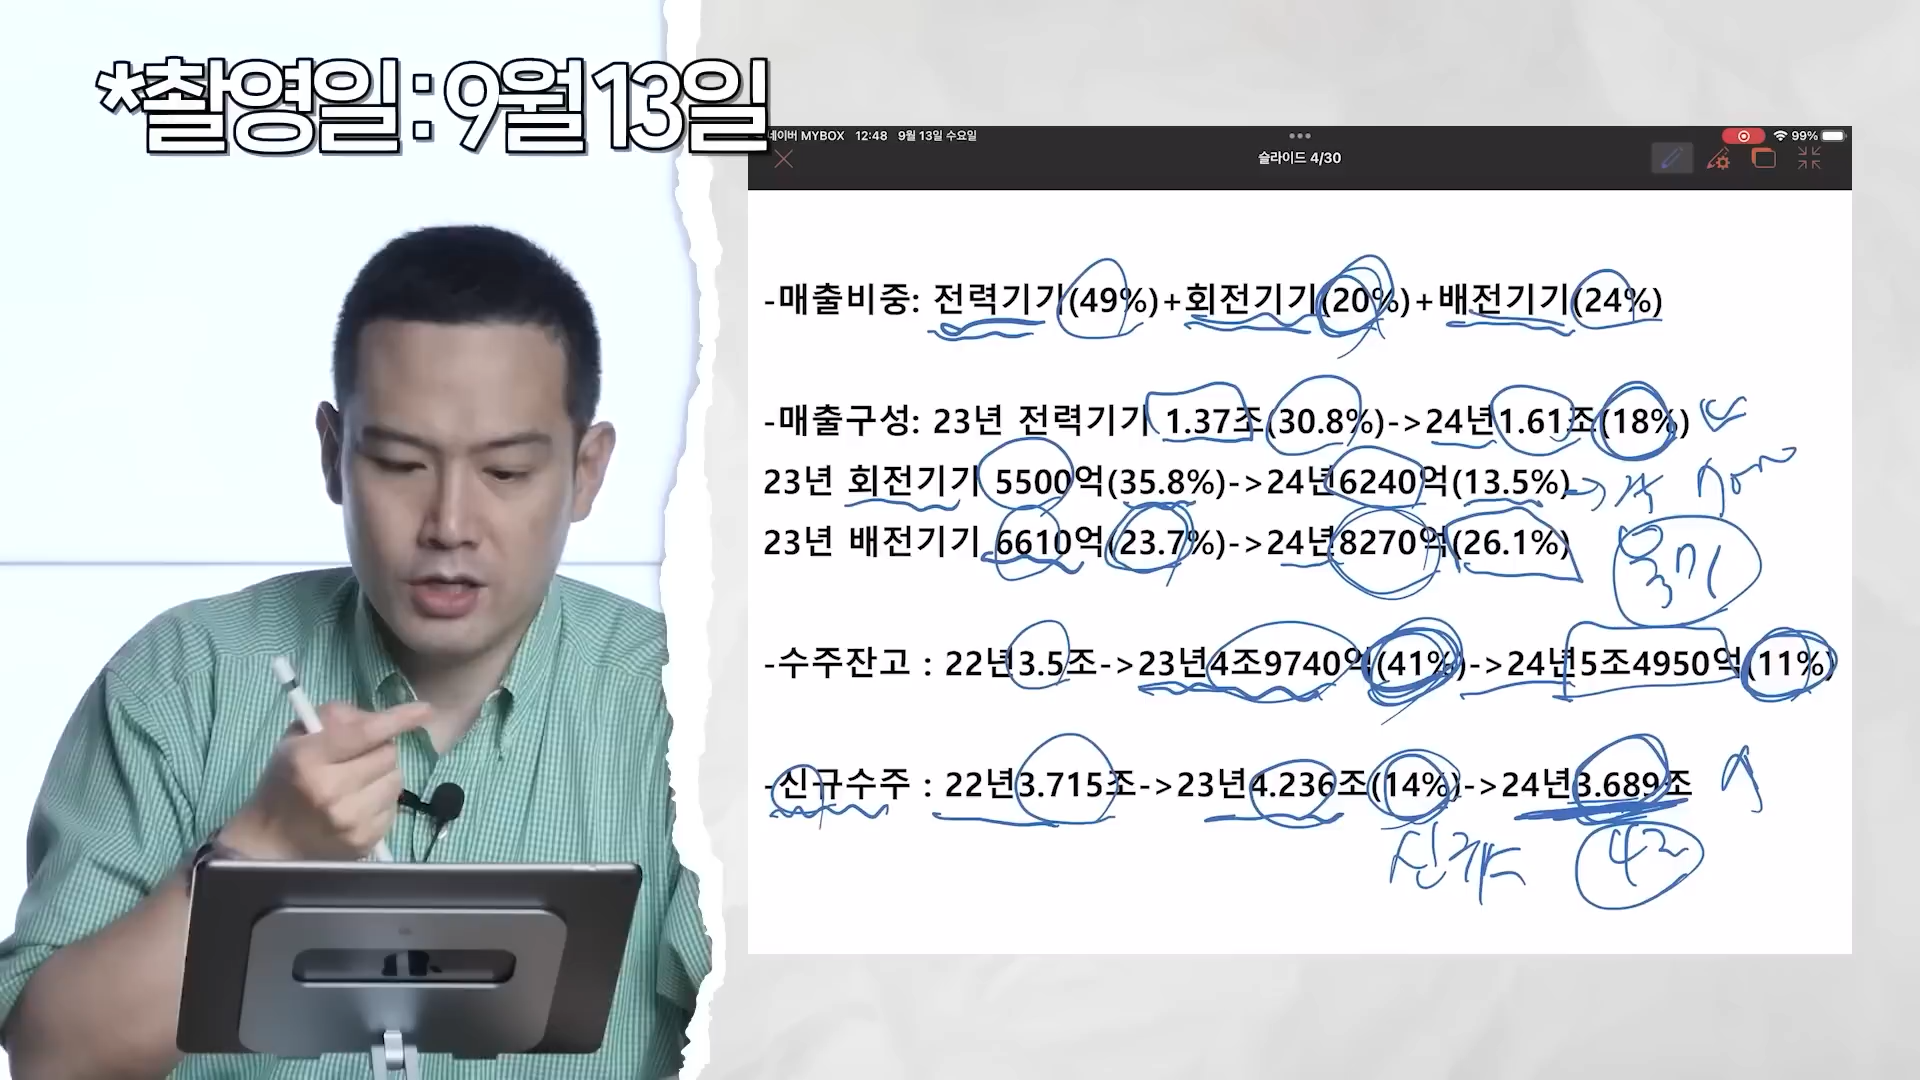 *촬영일:9월13일
네이버 MYBOX 12:48 9월 13일 수요일
99%
슬라이드 4/30
-매출비중: 전력기기(49%)+회전기기(20%)+배전기기(24%)
-매출구성: 23년 전력기기 1.37조(30.8%)->24년1.61조(18%)
23년 회전기기 5500억(35.8%)->24년6240억(13.5%)
23년 배전기기 6610억(23.7%)->24년8270억(26.1%)
-수주잔고 : 22년3.5조->23년4조9740억(41%)->24년5조4950억(11%)
-신규수주 : 22년3.715조->23년4.236조(14%)->24년3.689조